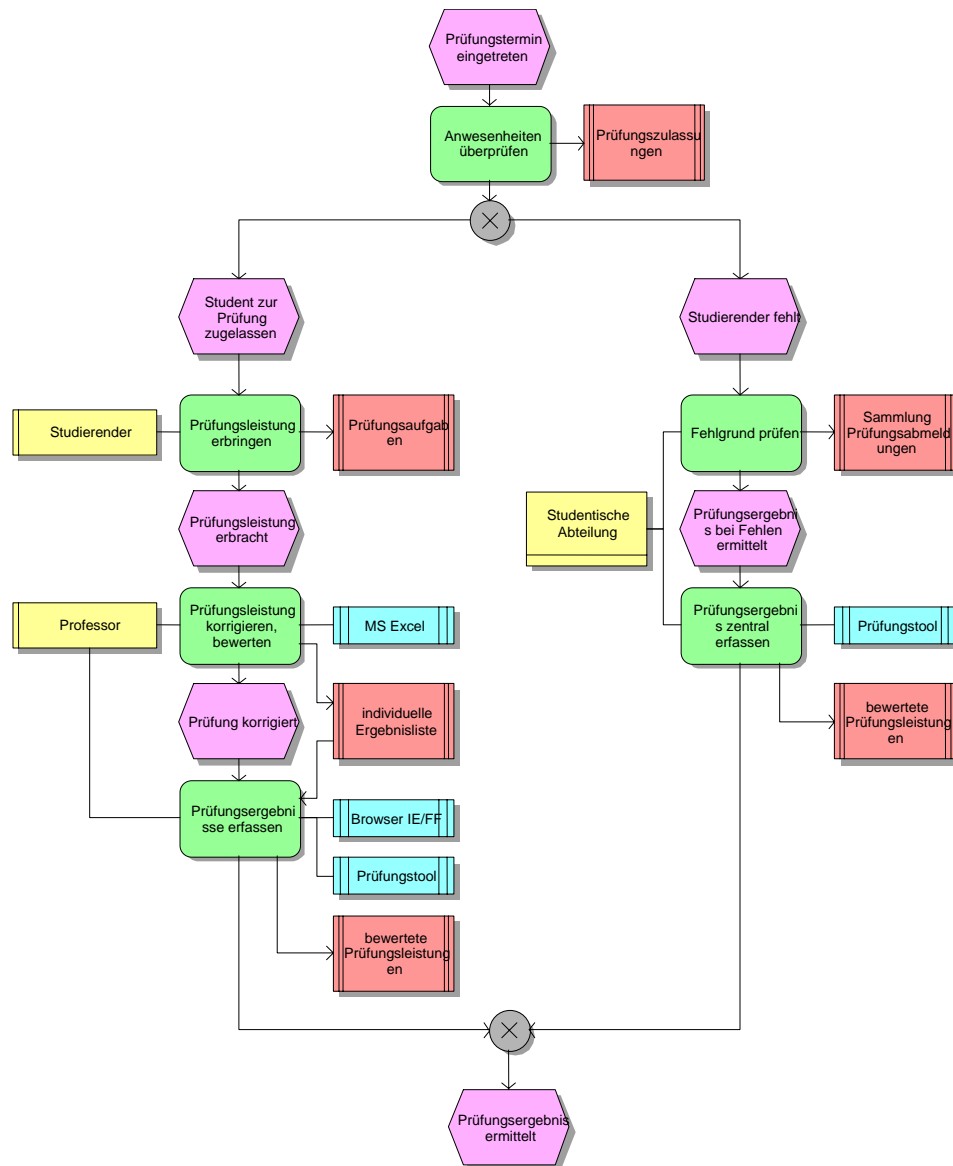 Prüfungstermin
eingetreten
Anwesenheiten
überprüfen
Prüfungszulassu
ngen
Student zur
Prüfung
zugelassen
Studierender fehlt
Studierender
Prüfungsleistung
erbringen
Prüfungsaufgab
en
Fehlgrund prüfen
Sammlung
Prüfungsabmeld
ungen
Prüfungsleistung
erbracht
Studentische
Abteilung
Prüfungsergebni
s bei Fehlen
ermittelt
Professor
Prüfungsleistung
korrigieren,
bewerten
MS Excel
Prüfungsergebni
s zentral
erfassen
Prüfungstool
Prüfung korrigiert
individuelle
Ergebnisliste
bewertete
Prüfungsleistung
en
Prüfungsergebni
sse erfassen
Browser IE/FF
Prüfungstool
bewertete
Prüfungsleistung
en
Prüfungsergebnis
ermittelt